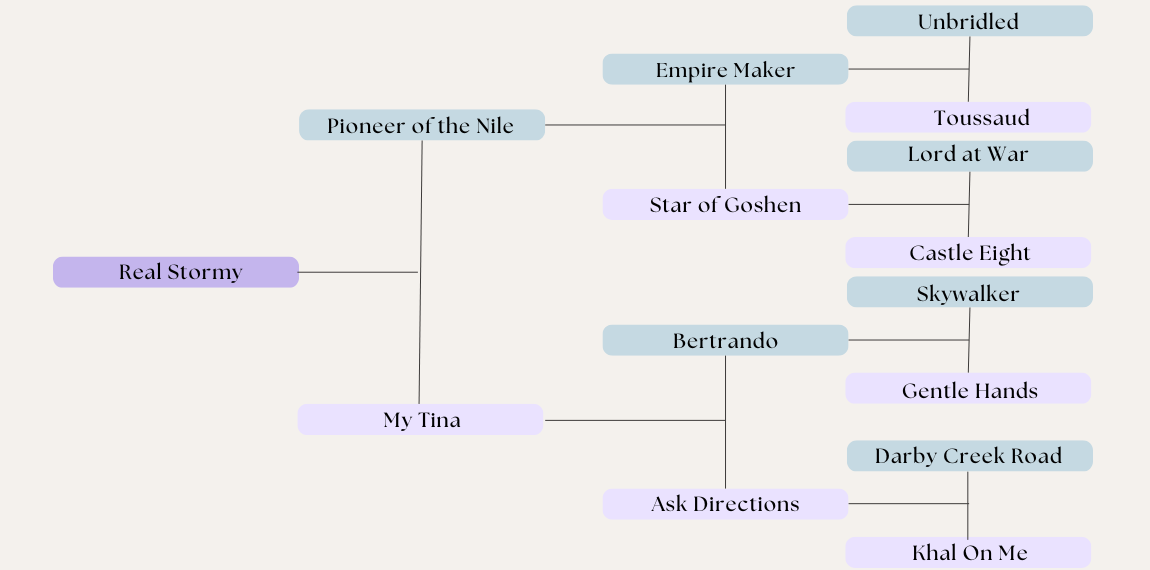 Unbridled
Empire Maker
Toussaud
Pioneer of the Nile
Lord at War
Star of Goshen
Castle Eight
Real Stormy
Skywalker
Bertrando
Gentle Hands
My Tina
Darby Creek Road
Ask Directions
Khal On Me